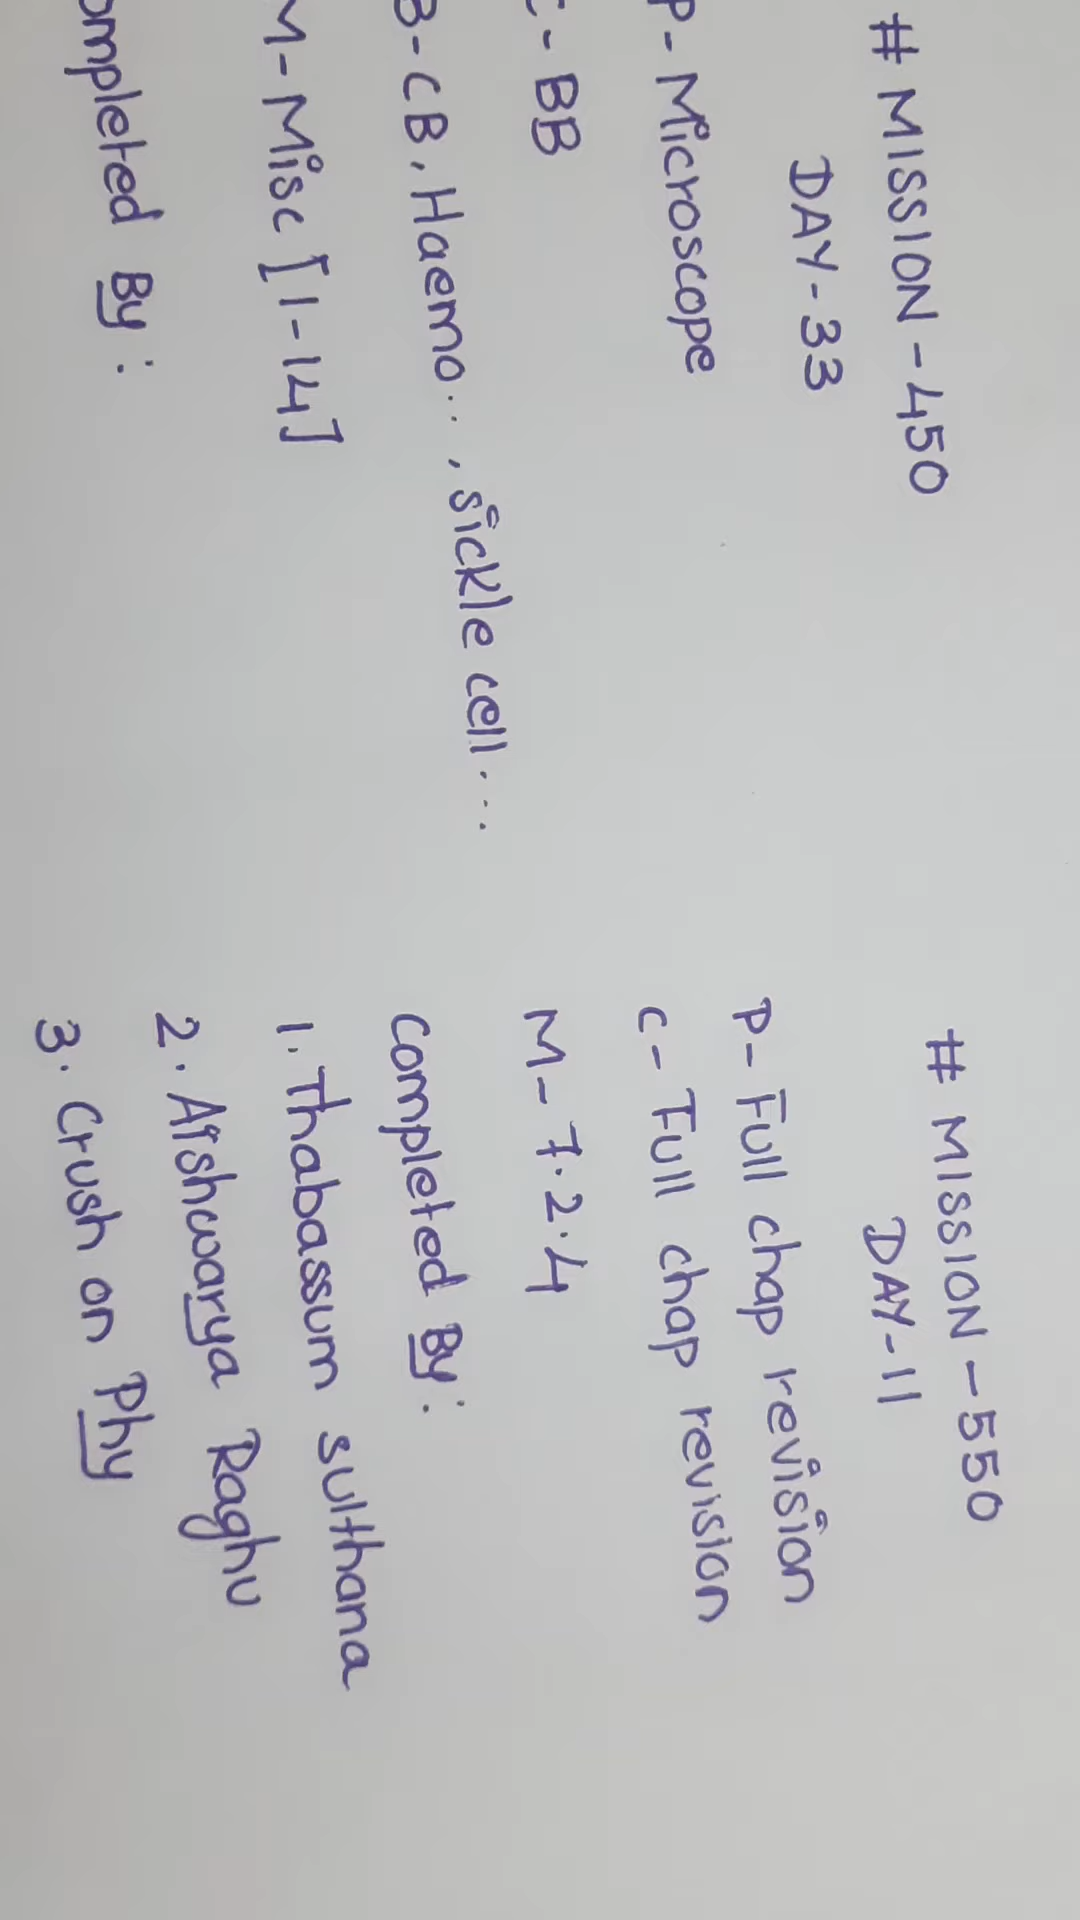 # MISSION-450
DAY-33
P-Microscope
C-BB
B-CB, Haemo.., sickle cell...
M-Misc [1-14]
ompleted By:
# MISSION-550
DAY-11
P-Full chap revision
C-Full chap revision
M-7.2.4
Completed By:
1. Thabassum sulthana
2. Aishwarya Raghu
3. Crush on Phy